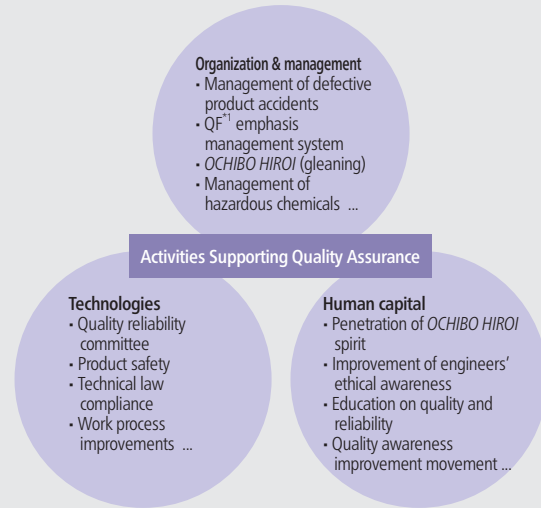 Organization & management
• Management of defective
product accidents
• QF*1 emphasis
management system
• OCHIBO HIROI (gleaning)
• Management of
hazardous chemicals ...
Activities Supporting Quality Assurance
Technologies
• Quality reliability
committee
• Product safety
• Technical law
compliance
• Work process
improvements ...
Human capital
• Penetration of OCHIBO HIROI
spirit
• Improvement of engineers’
ethical awareness
• Education on quality and
reliability
• Quality awareness
improvement movement ...